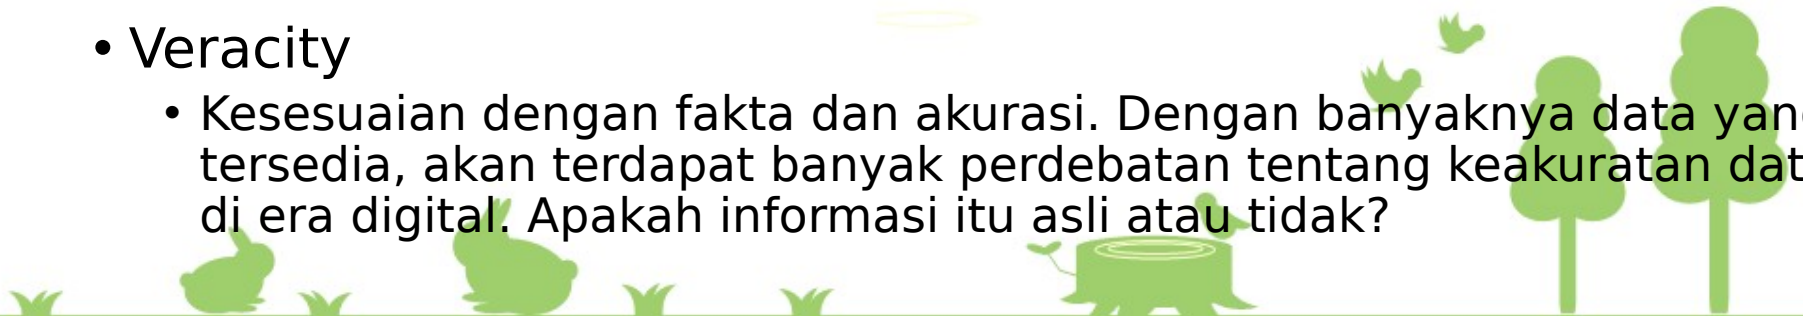 • Veracity
• Kesesuaian dengan fakta dan akurasi. Dengan banyaknya data yang
tersedia, akan terdapat banyak perdebatan tentang keakuratan dat
di era digital. Apakah informasi itu asli atau tidak?